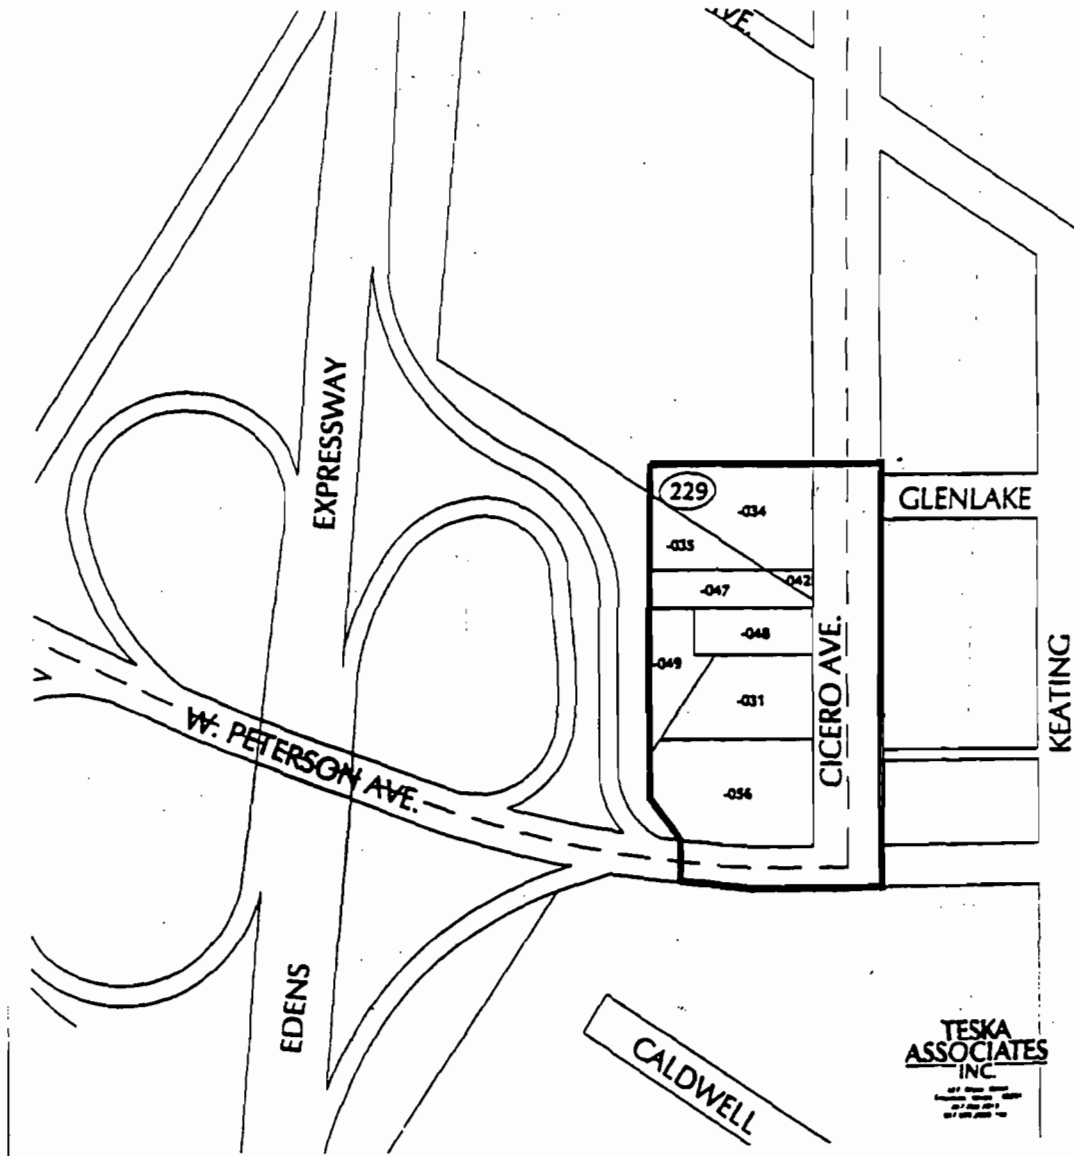 AVE.
EXPRESSWAY
229
-034
GLENLAKE
-035
-042
-047
-048
-049
-031
CICERO AVE.
KEATING
W. PETERSON AVE.
-056
EDENS
CALDWELL
TESKA
ASSOCIATES
INC.